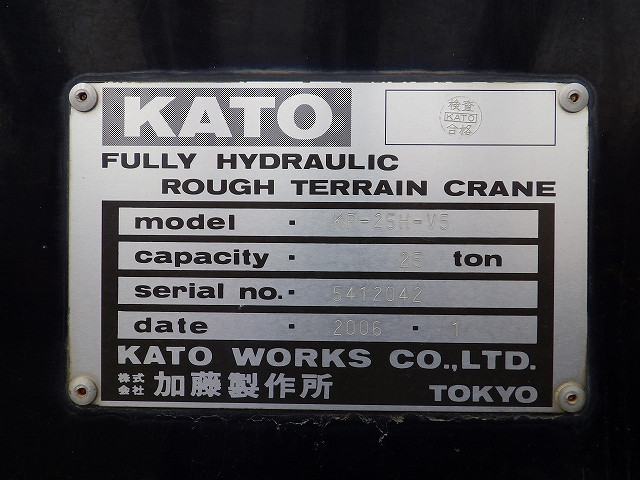 KATO
検査
KATO
合格
FULLY HYDRAULIC
ROUGH TERRAIN CRANE
model · KR-25H-V5
capacity · 25 ton
serial no. · 5412042
date · 2006 · 1
KATO WORKS CO.,LTD.
株式会社 加藤製作所 TOKYO